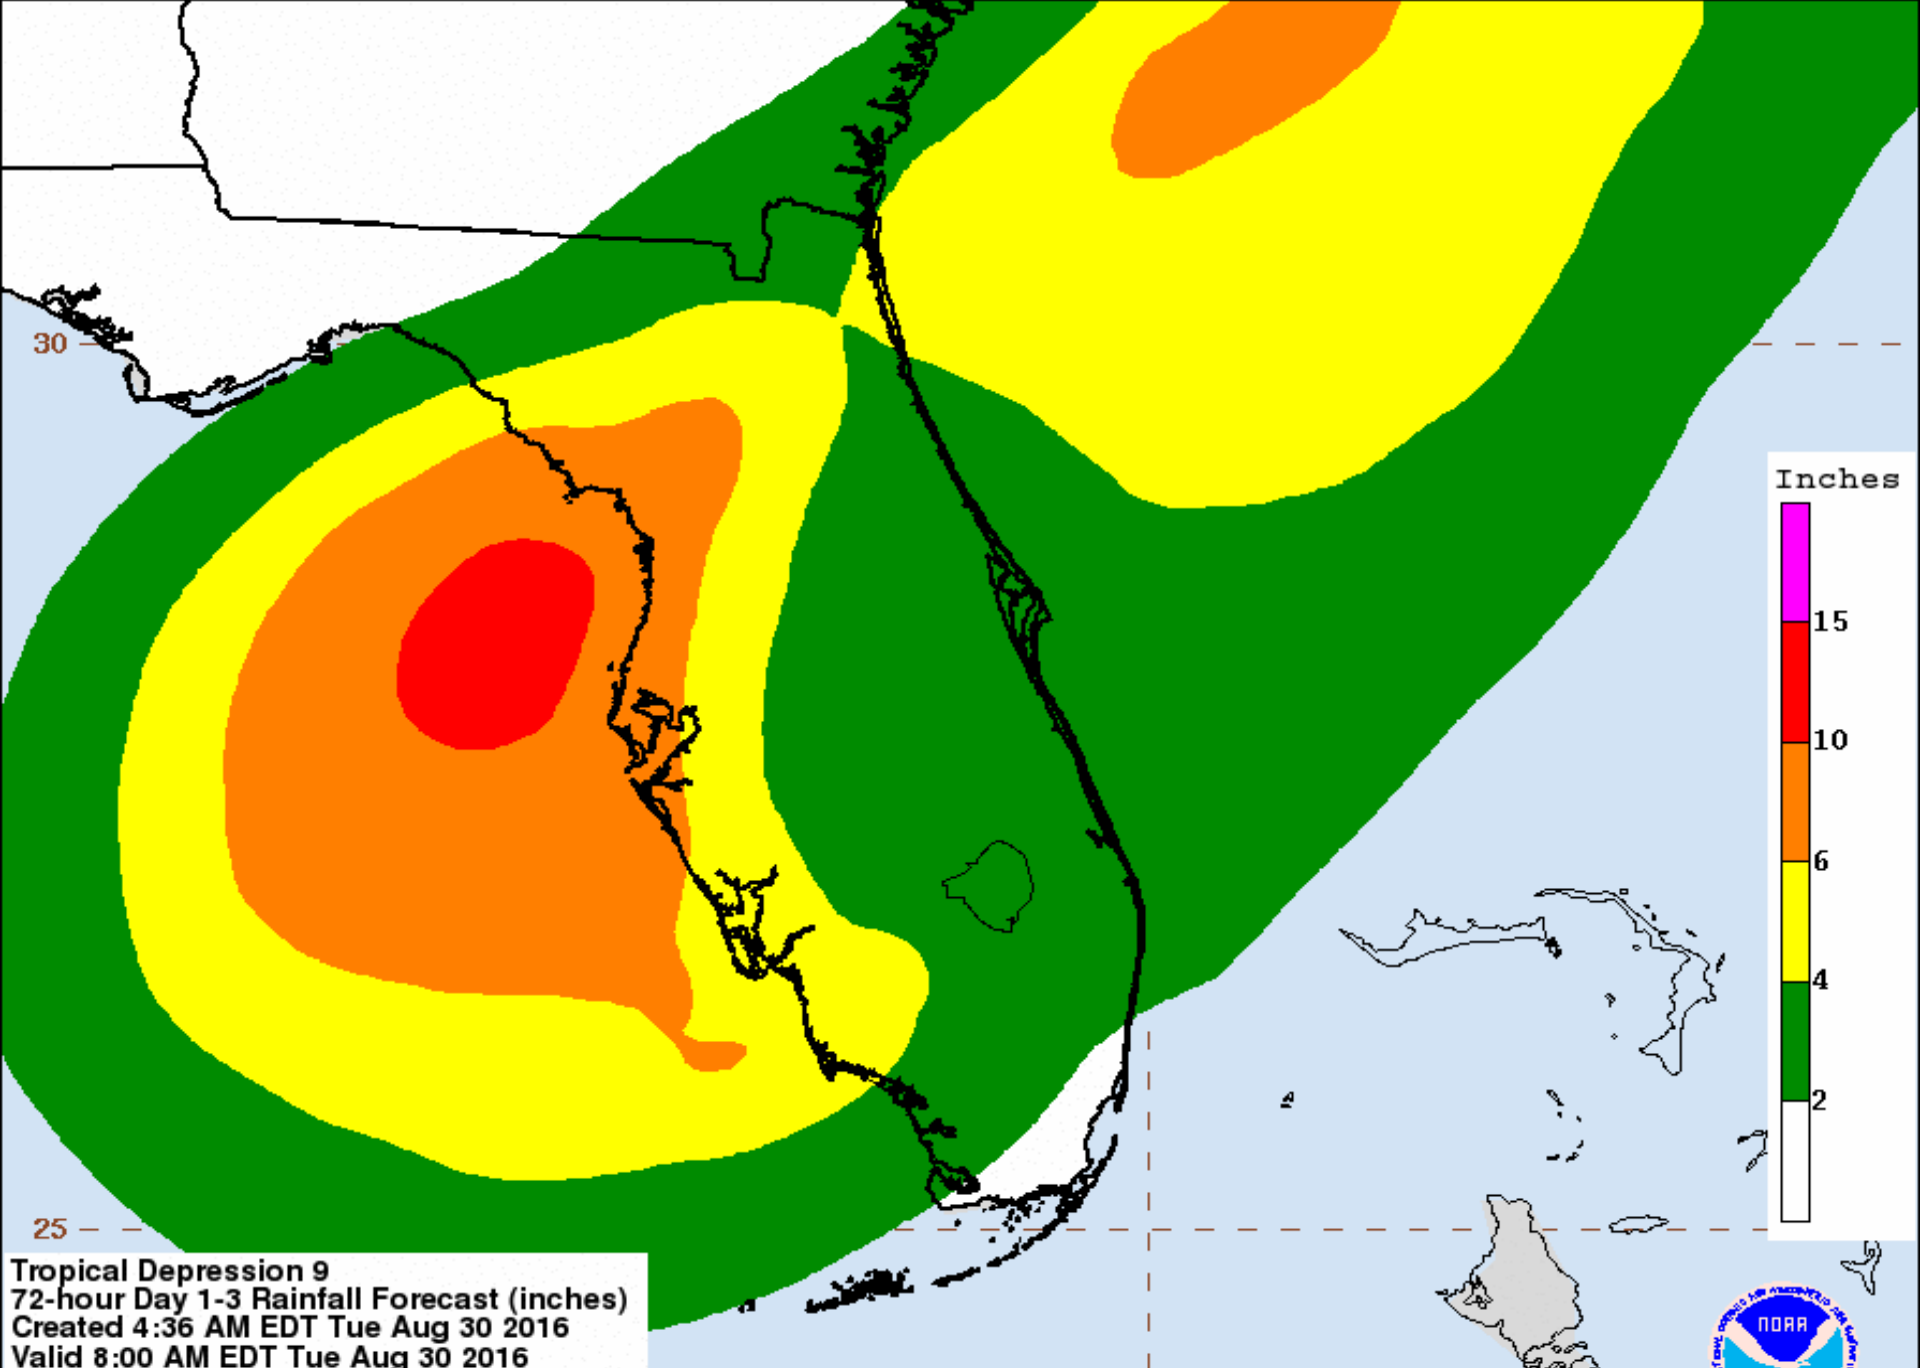 30
Inches
15
10
6
4
2
25
Tropical Depression 9
72-hour Day 1-3 Rainfall Forecast (inches)
Created 4:36 AM EDT Tue Aug 30 2016
Valid 8:00 AM EDT Tue Aug 30 2016
NOAA